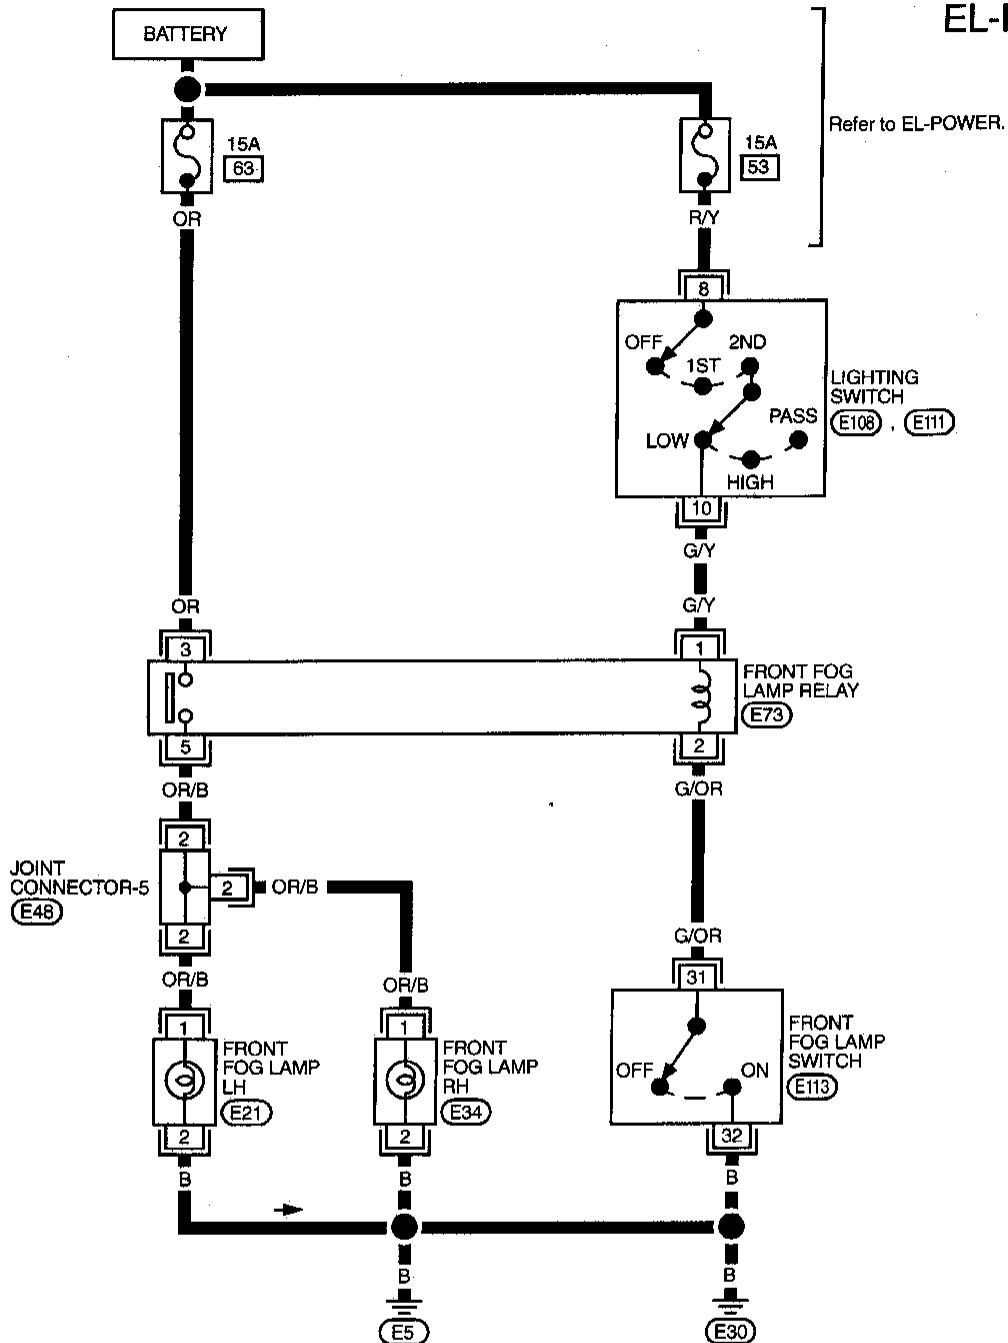 EL-
BATTERY
15A
63
15A
53
Refer to EL-POWER.
OR
R/Y
8
OFF
2ND
1ST
LIGHTING
SWITCH
E108 , E111
PASS
LOW
HIGH
10
G/Y
OR
G/Y
3
1
FRONT FOG
LAMP RELAY
E73
5
2
OR/B
G/OR
2
JOINT
CONNECTOR-5
E48
2
OR/B
2
G/OR
OR/B
OR/B
31
1
FRONT
FOG LAMP
LH
E21
1
FRONT
FOG LAMP
RH
E34
OFF
ON
FRONT
FOG LAMP
SWITCH
E113
2
2
32
B
B
B
B
B
E5
E30